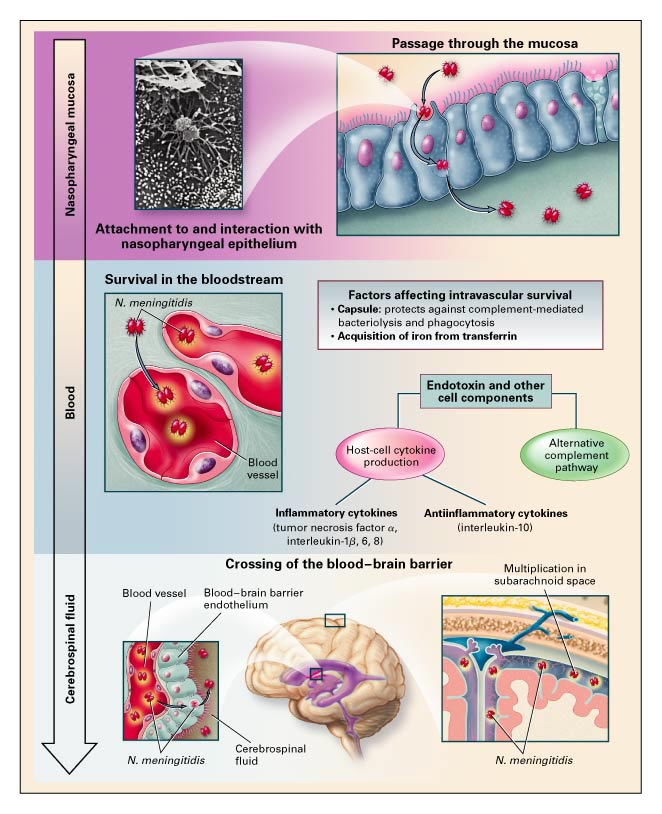 Passage through the mucosa
Nasopharyngeal mucosa
Attachment to and interaction with
nasopharyngeal epithelium
Survival in the bloodstream
N. meningitidis
Blood
vessel
Factors affecting intravascular survival
• Capsule: protects against complement-mediated
bacteriolysis and phagocytosis
• Acquisition of iron from transferrin
Blood
Endotoxin and other
cell components
Host-cell cytokine
production
Alternative
complement
pathway
Inflammatory cytokines
(tumor necrosis factor α,
interleukin-1β, 6, 8)
Antiinflammatory cytokines
(interleukin-10)
Crossing of the blood–brain barrier
Cerebrospinal fluid
Blood vessel
Blood–brain barrier
endothelium
Multiplication in
subarachnoid space
Cerebrospinal
fluid
N. meningitidis
N. meningitidis